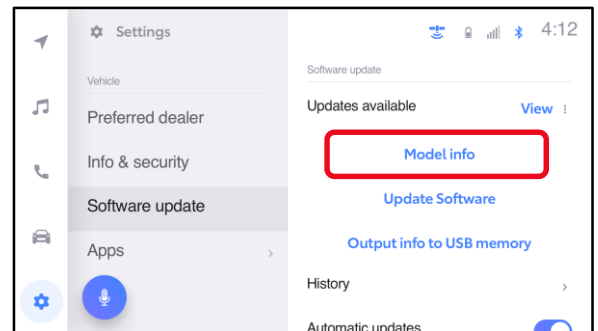 Settings
4:12
Vehicle
Preferred dealer
Info & security
Software update
Apps
Software update
Updates available
View
Model info
Update Software
Output info to USB memory
History
Automatic updates